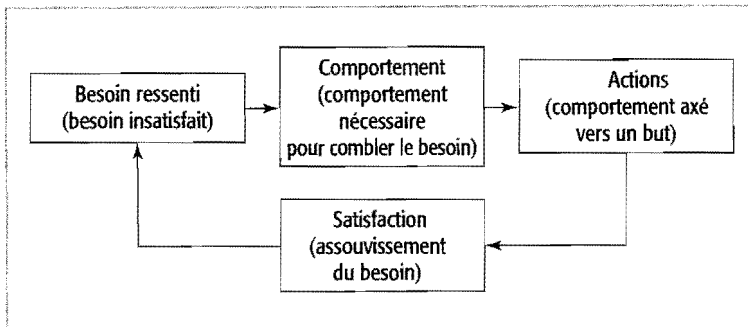 Besoin ressenti
(besoin insatisfait)
Comportement
(comportement
nécessaire
pour combler le besoin)
Actions
(comportement axé
vers un but)
Satisfaction
(assouvissement
du besoin)